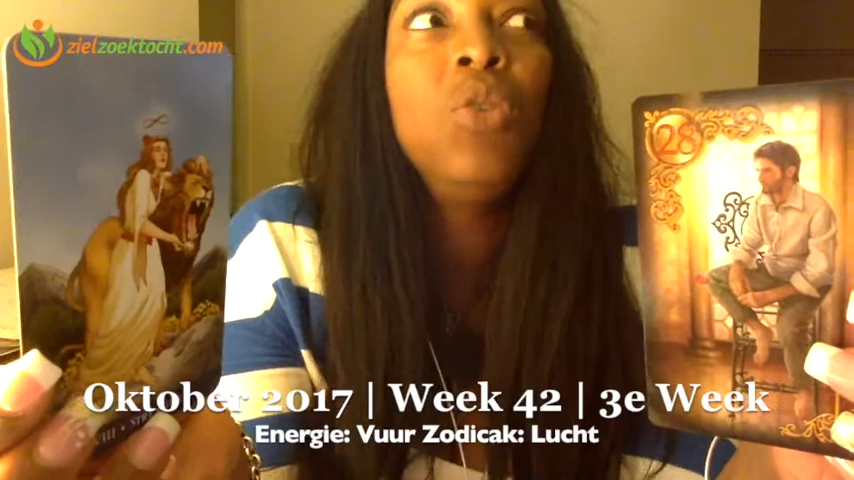 zielzoektocht.com
28
Oktober 2017 | Week 42 | 3e Week
Energie: Vuur Zodicak: Lucht